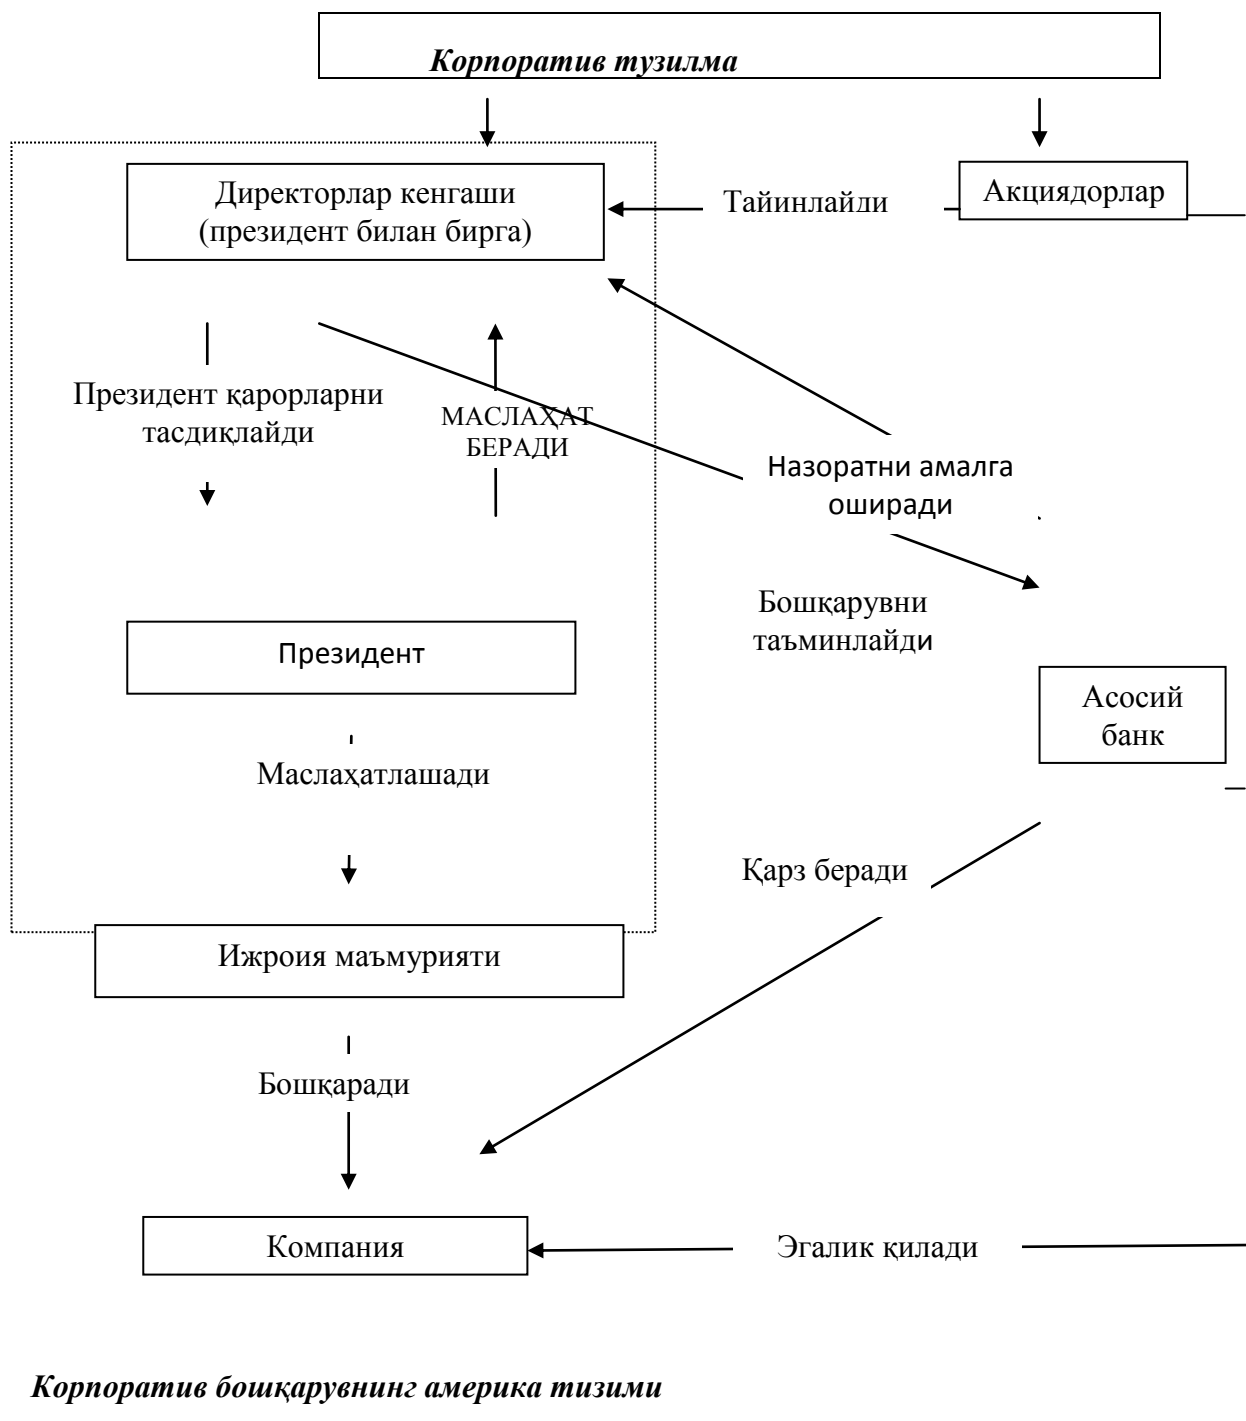 Корпоратив тузилма
Директорлар кенгаши
(президент билан бирга)
Тайинлайди
Акциядорлар
Президент қарорларни
тасдиқлайди
МАСЛАҲАТ
БЕРАДИ
Назоратни амалга
оширади
Бошқарувни
таъминлайди
Президент
Асосий
банк
Маслаҳатлашади
Қарз беради
Ижроия маъмурияти
Бошқаради
Компания
Эгалик қилади
Корпоратив бошқарувнинг америка тизими